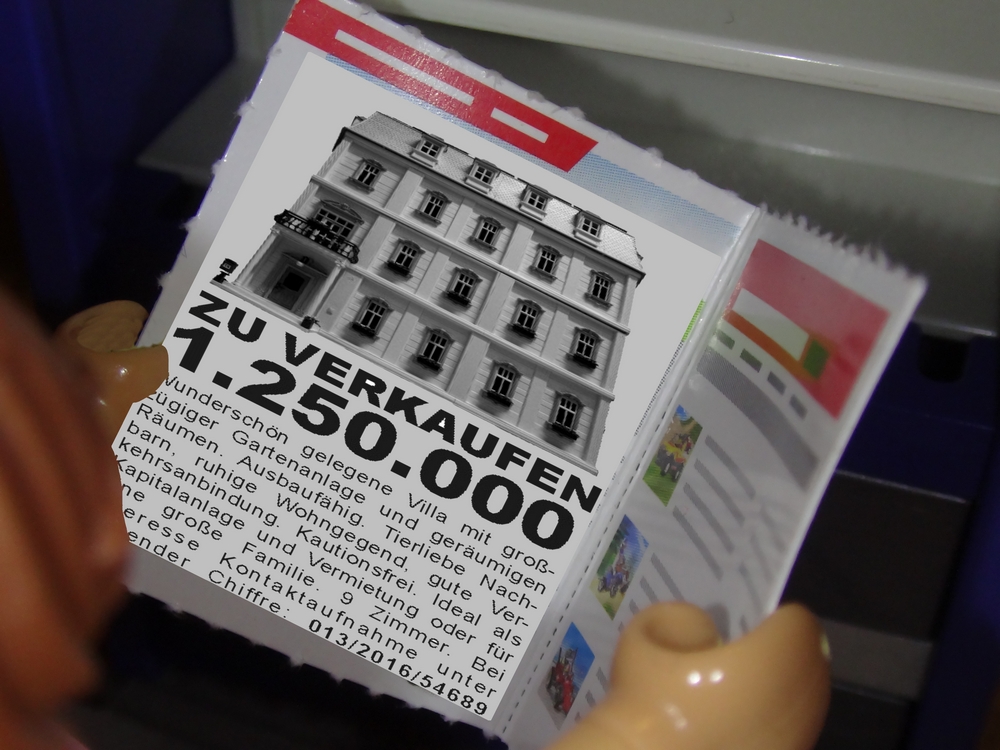 ZU VERKAUFEN
1.250.000
Wunderschön gelegene Villa mit groß-
zügiger Gartenanlage und geräumigen
Räumen. Ausbaufähig. Tierliebe Nach-
barn, ruhige Wohngegend, gute Ver-
kehrsanbindung. Kautionsfrei. Ideal als
Kapitalanlage und Vermietung oder für
ne große Familie. 9 Zimmer. Bei
eresse Kontaktaufnahme unter
ender Chiffre: 013/2016/54689